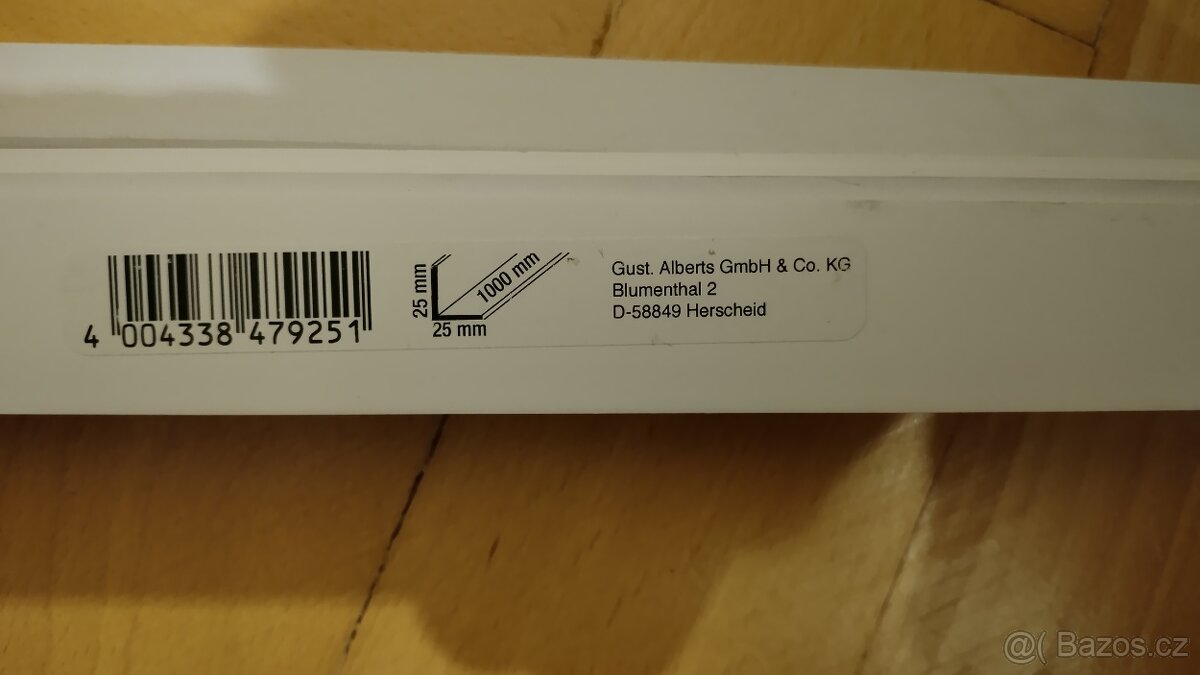 4 004338 479251
25 mm
1000 mm
25 mm
Gust. Alberts GmbH & Co. KG
Blumenthal 2
D-58849 Herscheid
@( Bazos.cz